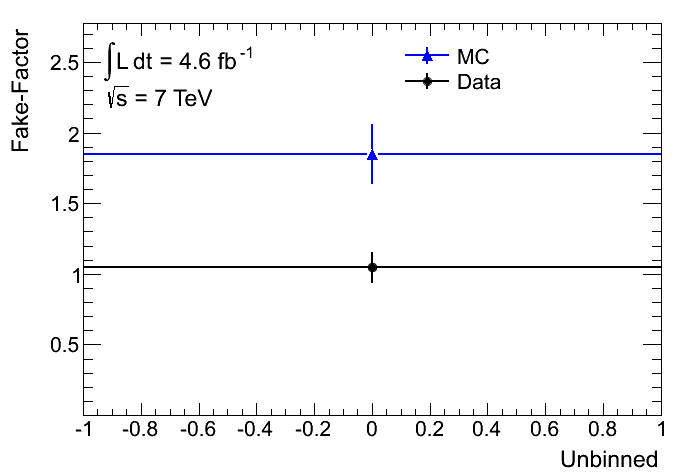 Fake-Factor
∫L dt = 4.6 fb⁻¹
√s = 7 TeV
MC
Data
2.5
2
1.5
1
0.5
-1 -0.8 -0.6 -0.4 -0.2 0 0.2 0.4 0.6 0.8 1
Unbinned